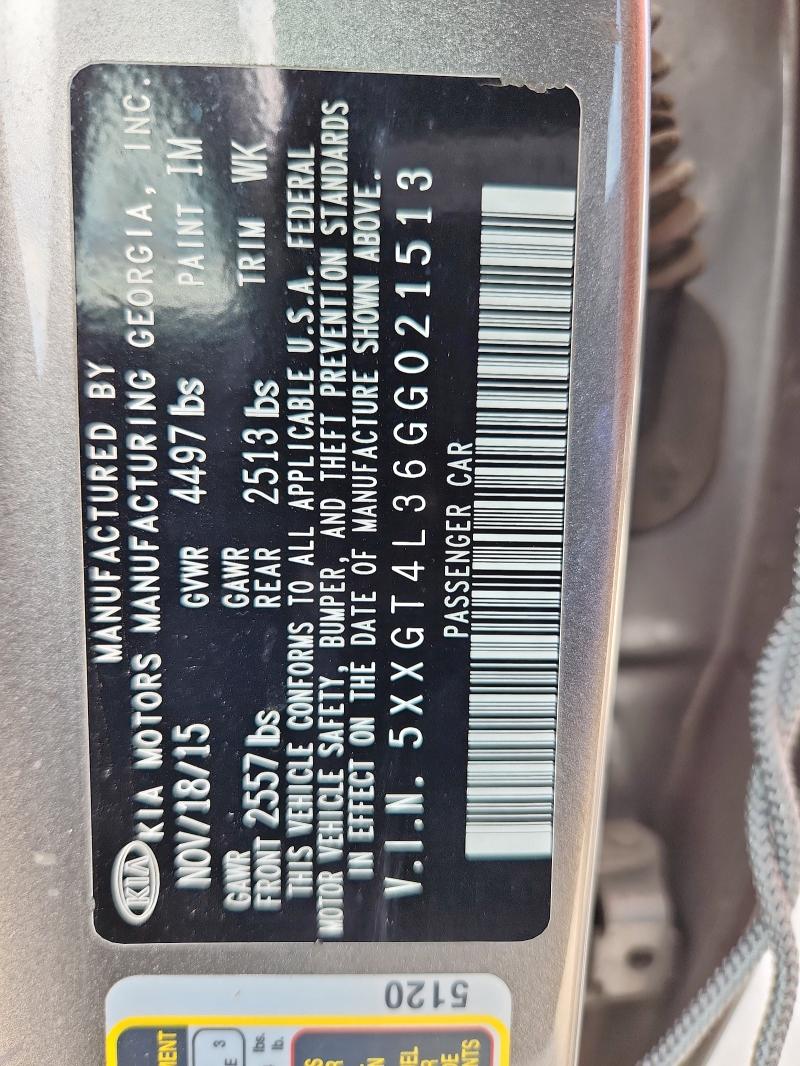 MANUFACTURED BY
KIA KIA MOTORS MANUFACTURING GEORGIA, INC.
NOV/18/15 GVWR 4497 lbs PAINT IM
GAWR GAWR
FRONT 2557 lbs REAR 2513 lbs TRIM WK
THIS VEHICLE CONFORMS TO ALL APPLICABLE U.S.A. FEDERAL
MOTOR VEHICLE SAFETY, BUMPER, AND THEFT PREVENTION STANDARDS
IN EFFECT ON THE DATE OF MANUFACTURE SHOWN ABOVE.
V.I.N. 5XXGT4L36GG021513
PASSENGER CAR
5120